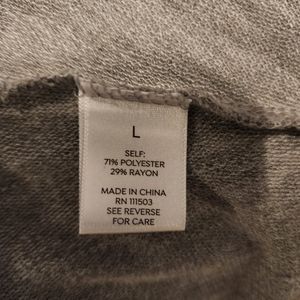 L
SELF:
71% POLYESTER
29% RAYON
MADE IN CHINA
RN 111503
SEE REVERSE
FOR CARE